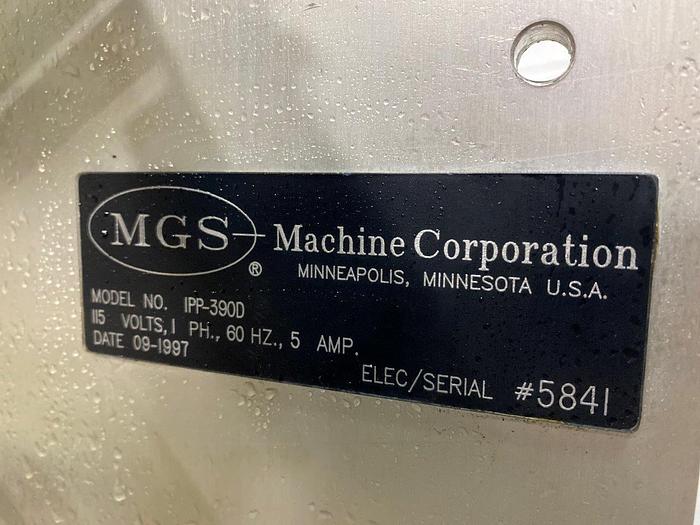 MGS Machine Corporation
®
MINNEAPOLIS, MINNESOTA U.S.A.
MODEL NO. IPP-390D
115 VOLTS, 1 PH., 60 HZ., 5 AMP.
DATE 09-1997
ELEC/SERIAL #5841